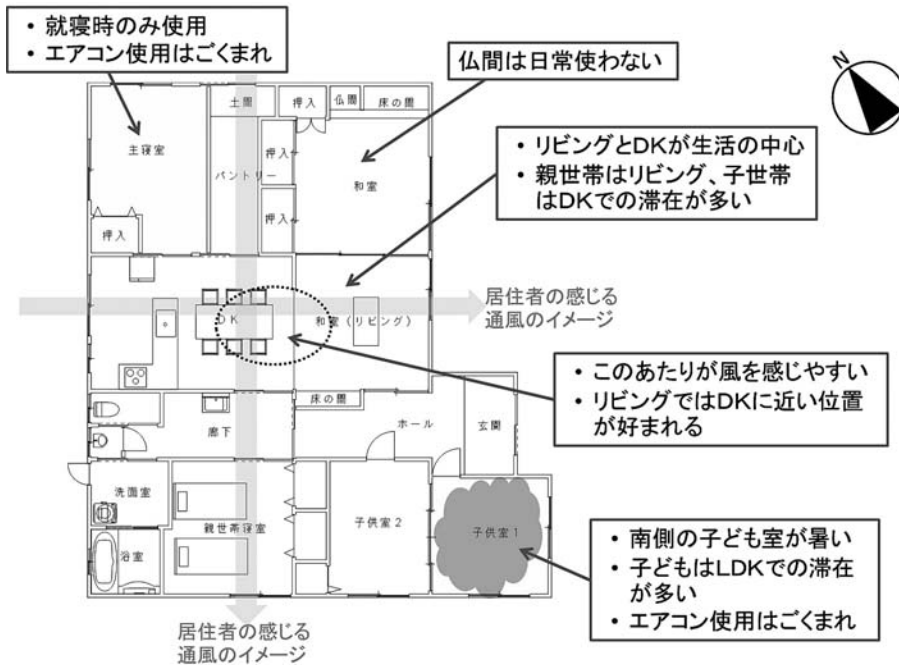 ・ 就寝時のみ使用
・ エアコン使用はごくまれ
仏間は日常使わない
N
土間
押入
仏間
床の間
主寝室
パントリー
押入
和室
押入
押入
・ リビングとDKが生活の中心
・ 親世帯はリビング、子世帯
はDKでの滞在が多い
居住者の感じる
通風のイメージ
DK
和室(リビング)
・ このあたりが風を感じやすい
・ リビングではDKに近い位置
が好まれる
床の間
廊下
ホール
玄関
洗面室
親世帯寝室
子供室2
子供室1
浴室
・ 南側の子ども室が暑い
・ 子どもはLDKでの滞在
が多い
・ エアコン使用はごくまれ
居住者の感じる
通風のイメージ